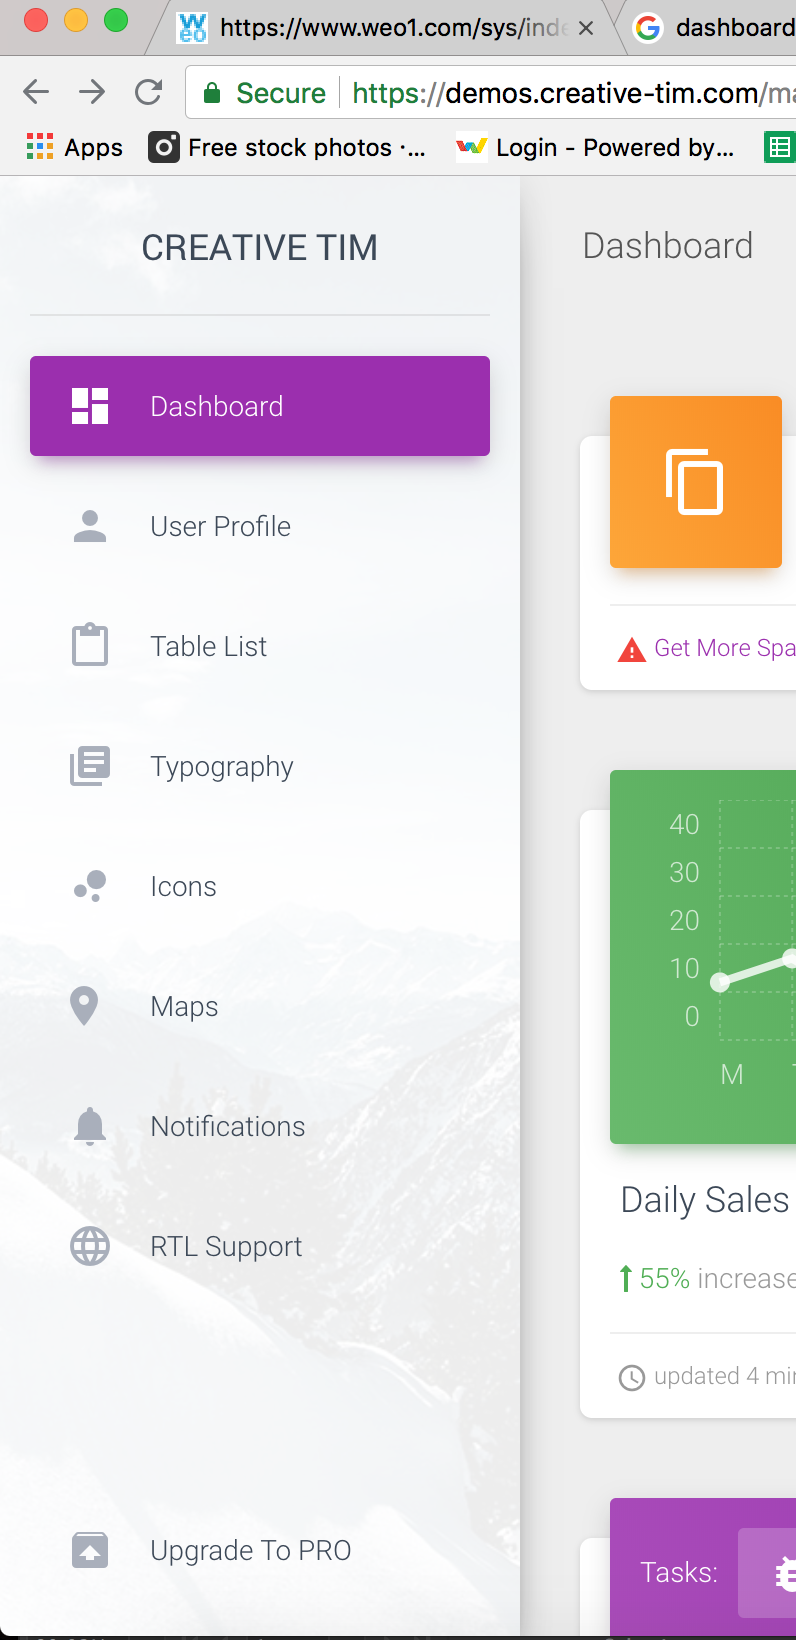 Weo
https://www.weo1.com/sys/inde
dashboard
Secure
https://demos.creative-tim.com/ma
Apps
Free stock photos ·...
Login - Powered by...
CREATIVE TIM
Dashboard
User Profile
Table List
Typography
Icons
Maps
Notifications
RTL Support
Upgrade To PRO
Dashboard
Get More Spa
40
30
20
10
0
M
Daily Sales
55% increase
updated 4 min
Tasks: